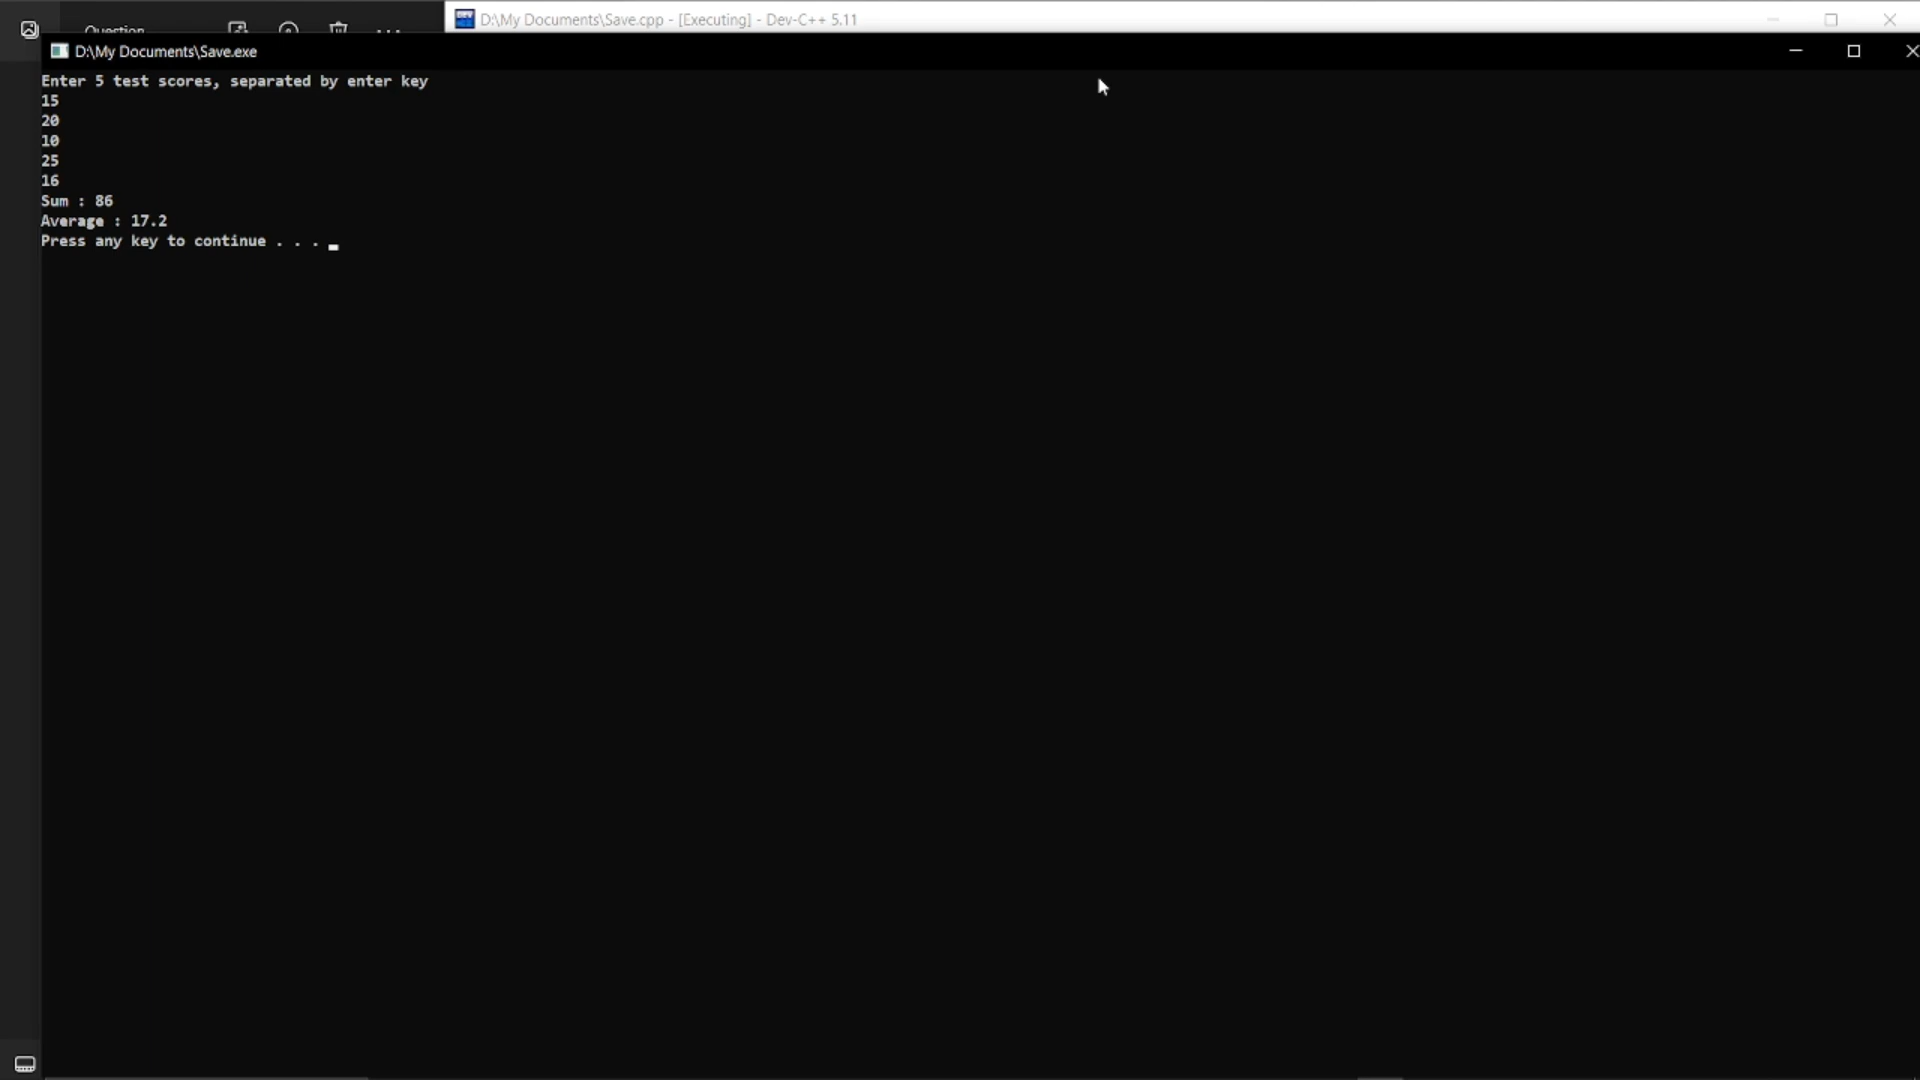 Question
D:\My Documents\Save.cpp - [Executing] - Dev-C++ 5.11
D:\My Documents\Save.exe
Enter 5 test scores, separated by enter key
15
20
10
25
16
Sum : 86
Average : 17.2
Press any key to continue . . .